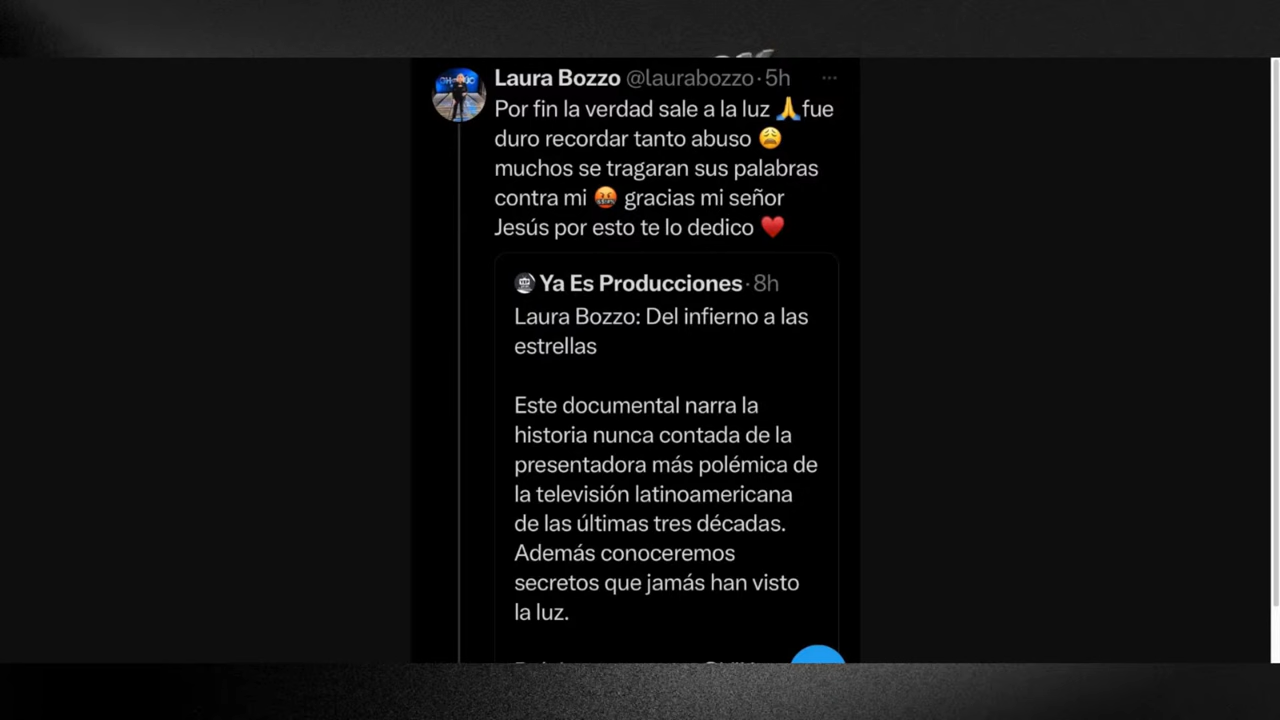 Laura Bozzo @laurabozzo·5h
Por fin la verdad sale a la luz 🙏fue
duro recordar tanto abuso 😩
muchos se tragaran sus palabras
contra mi 🤬 gracias mi señor
Jesús por esto te lo dedico ♥️
Ya Es Producciones·8h
Laura Bozzo: Del infierno a las
estrellas
Este documental narra la
historia nunca contada de la
presentadora más polémica de
la televisión latinoamericana
de las últimas tres décadas.
Además conoceremos
secretos que jamás han visto
la luz.